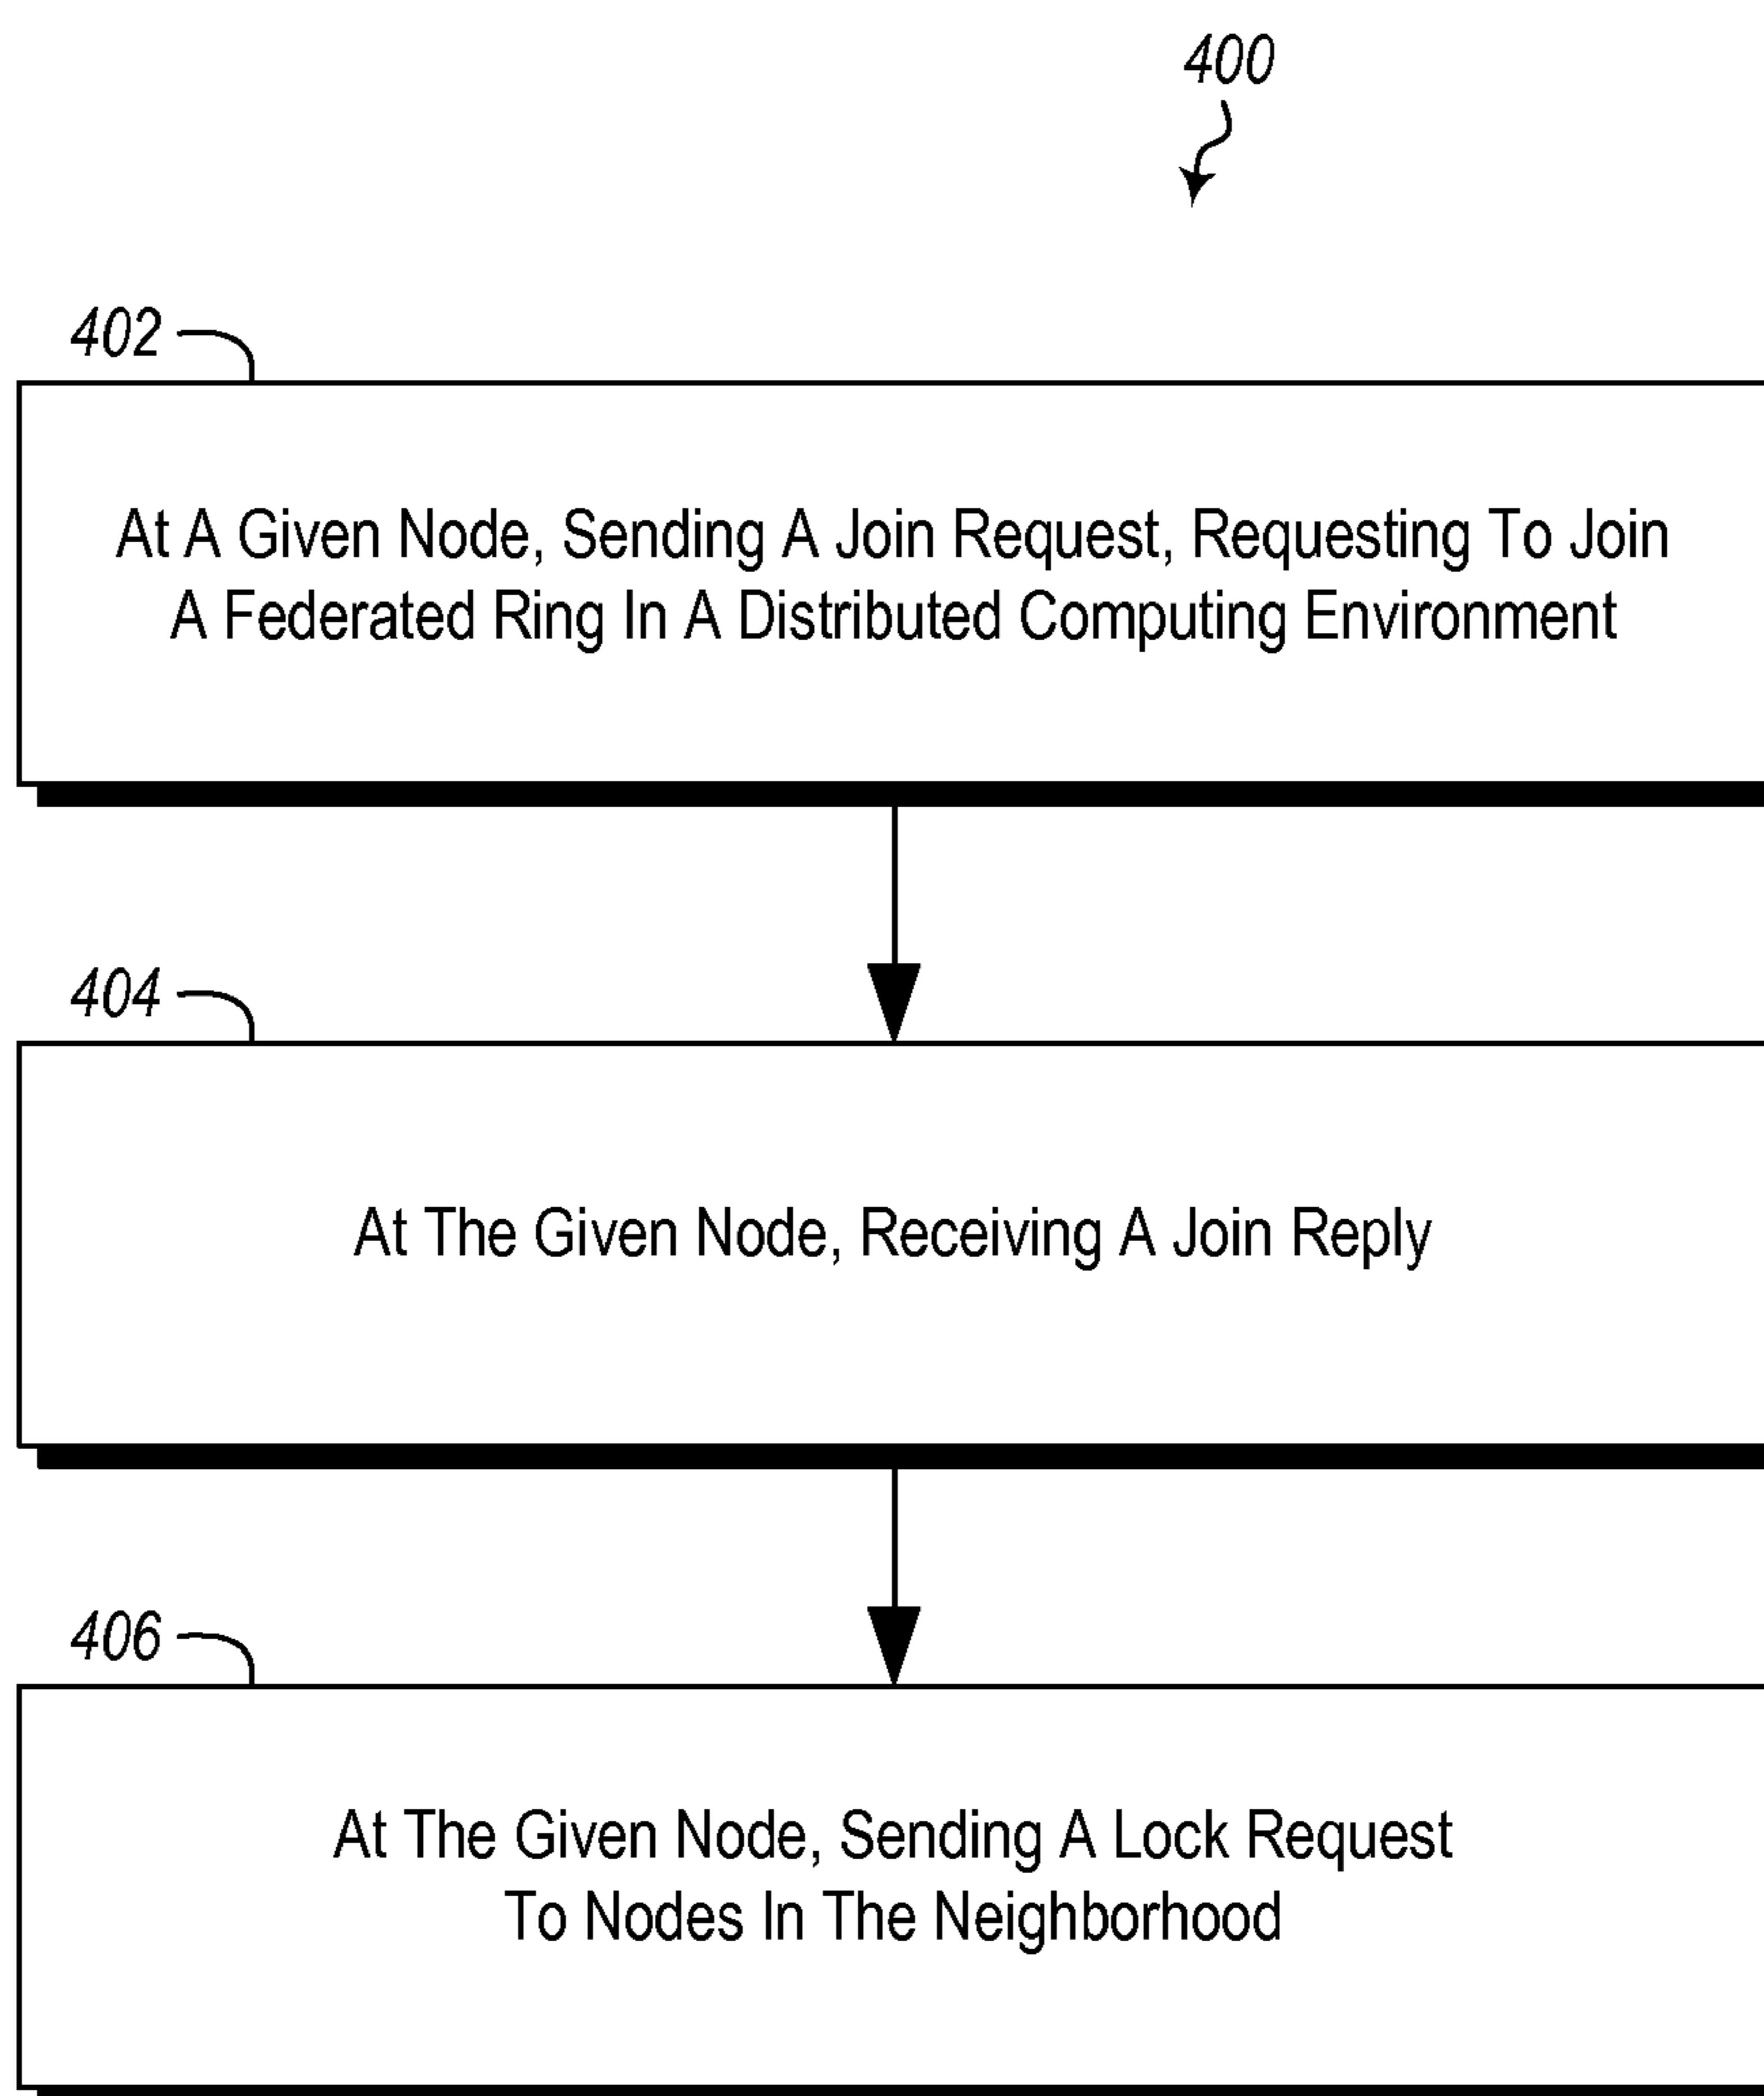 400
402
At A Given Node, Sending A Join Request, Requesting To Join
A Federated Ring In A Distributed Computing Environment
404
At The Given Node, Receiving A Join Reply
406
At The Given Node, Sending A Lock Request
To Nodes In The Neighborhood